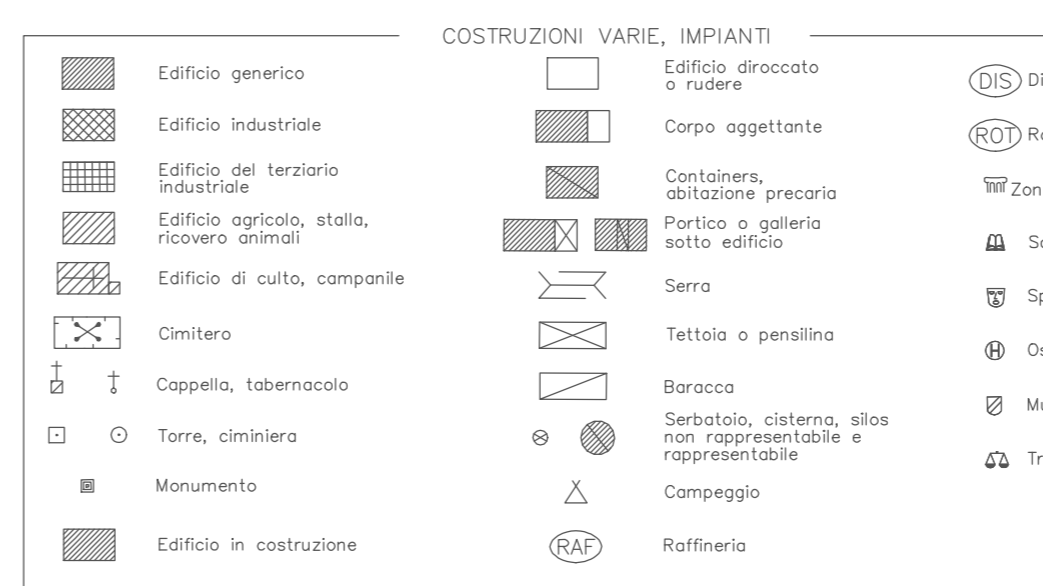 COSTRUZIONI VARIE, IMPIANTI
Edificio generico
Edificio industriale
Edificio del terziario
industriale
Edificio agricolo, stalla,
ricovero animali
Edificio di culto, campanile
Cimitero
Cappella, tabernacolo
Torre, ciminiera
Monumento
Edificio in costruzione
Edificio diroccato
o rudere
Corpo aggettante
Containers,
abitazione precaria
Portico o galleria
sotto edificio
Serra
Tettoia o pensilina
Baracca
Serbatoio, cisterna, silos
non rappresentabile e
rappresentabile
Campeggio
RAF Raffineria
DIS
ROT
H